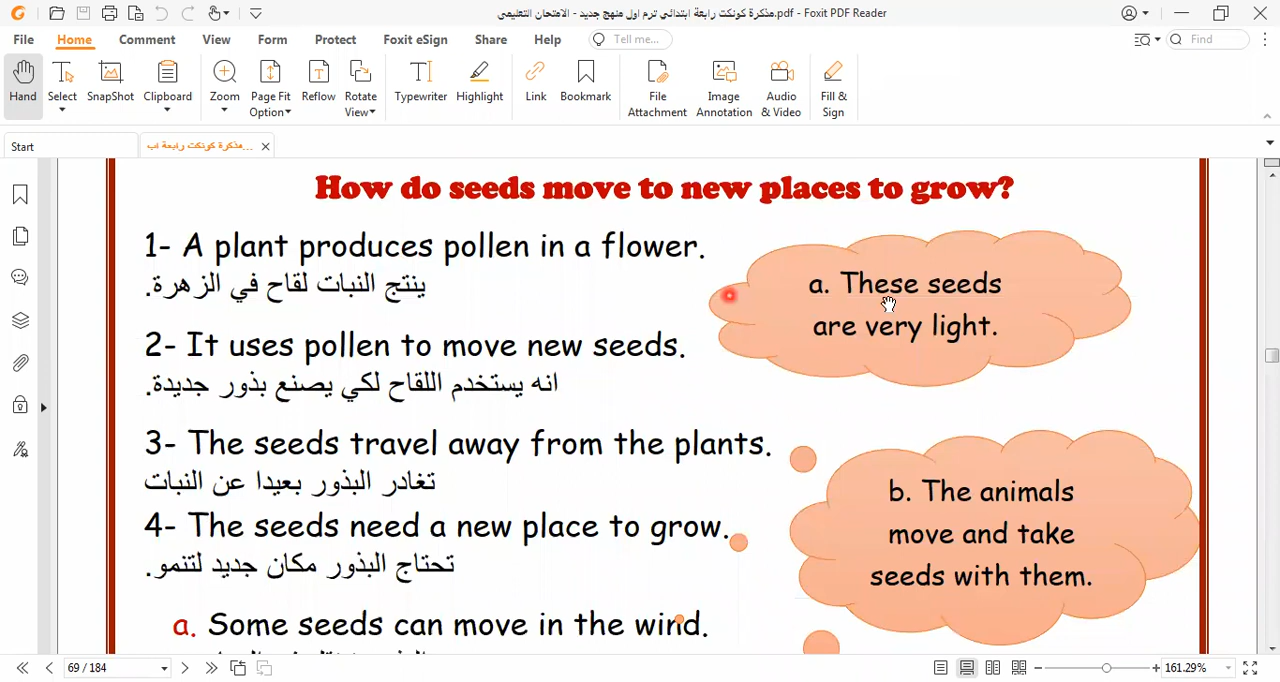 مذكرة كونكت رابعة ابتدائي ترم اول منهج جديد - الامتحان التعليمي.pdf - Foxit PDF Reader
File Home Comment View Form Protect Foxit eSign Share Help Tell me... Find
Hand Select SnapShot Clipboard Zoom Page Fit Option Reflow Rotate View Typewriter Highlight Link Bookmark File Attachment Image Annotation Audio & Video Fill & Sign
Start مذكرة كونكت رابعة اب...
How do seeds move to new places to grow?
1- A plant produces pollen in a flower.
ينتج النبات لقاح في الزهرة.
a. These seeds
are very light.
2- It uses pollen to move new seeds.
انه يستخدم اللقاح لكي يصنع بذور جديدة.
3- The seeds travel away from the plants.
تغادر البذور بعيدا عن النبات
b. The animals
move and take
seeds with them.
4- The seeds need a new place to grow.
تحتاج البذور مكان جديد لتنمو.
a. Some seeds can move in the wind.
69 / 184 161.29%